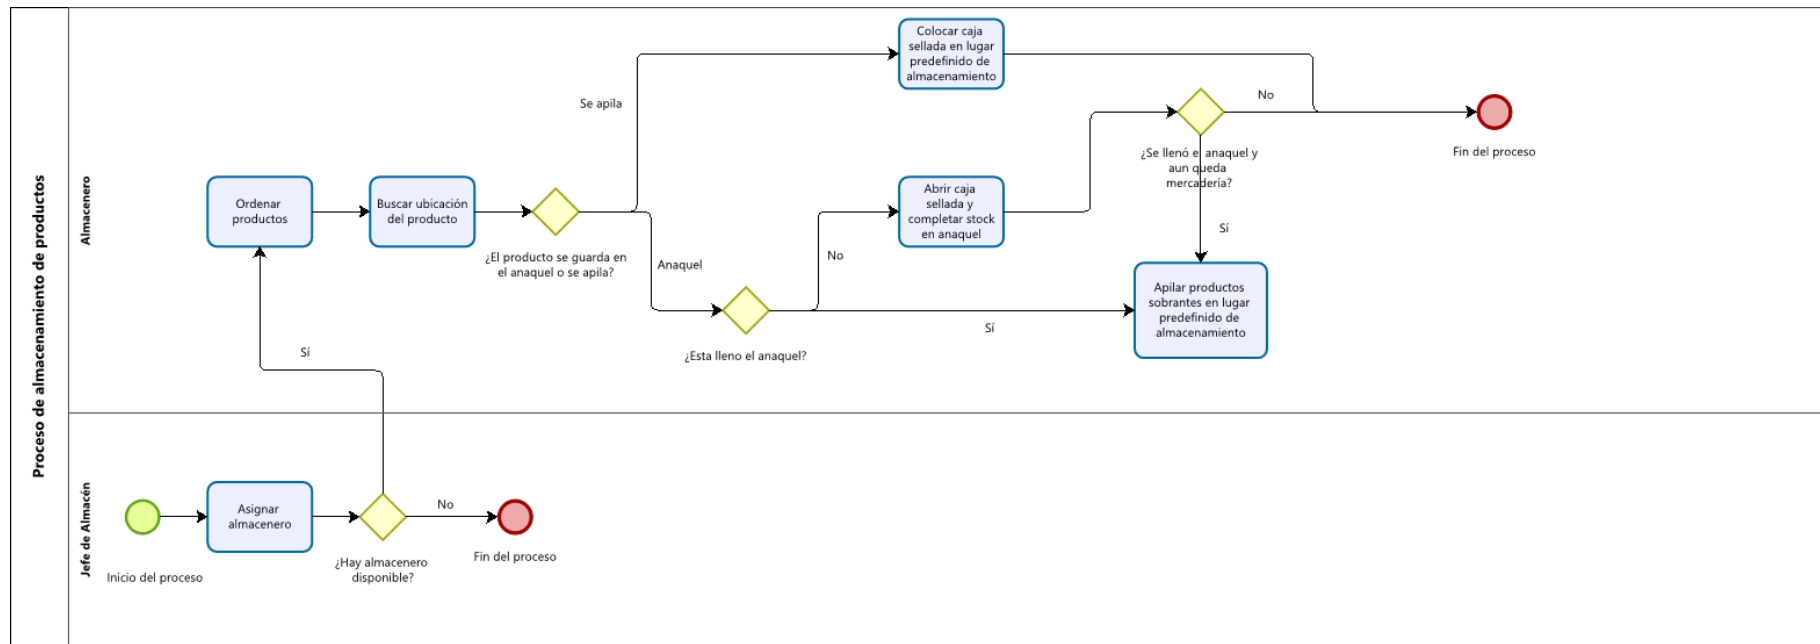 Proceso de almacenamiento de productos
Almacenero
Colocar caja
sellada en lugar
predefinido de
almacenamiento
Se apila
No
¿Se llenó el anaquel y
aun queda
mercadería?
Fin del proceso
Ordenar
productos
Buscar ubicación
del producto
¿El producto se guarda en
el anaquel o se apila?
Anaquel
Abrir caja
sellada y
completar stock
en anaquel
No
Sí
¿Esta lleno el anaquel?
Sí
Apilar productos
sobrantes en lugar
predefinido de
almacenamiento
Sí
Jefe de Almacén
Inicio del proceso
Asignar
almacenero
¿Hay almacenero
disponible?
No
Fin del proceso